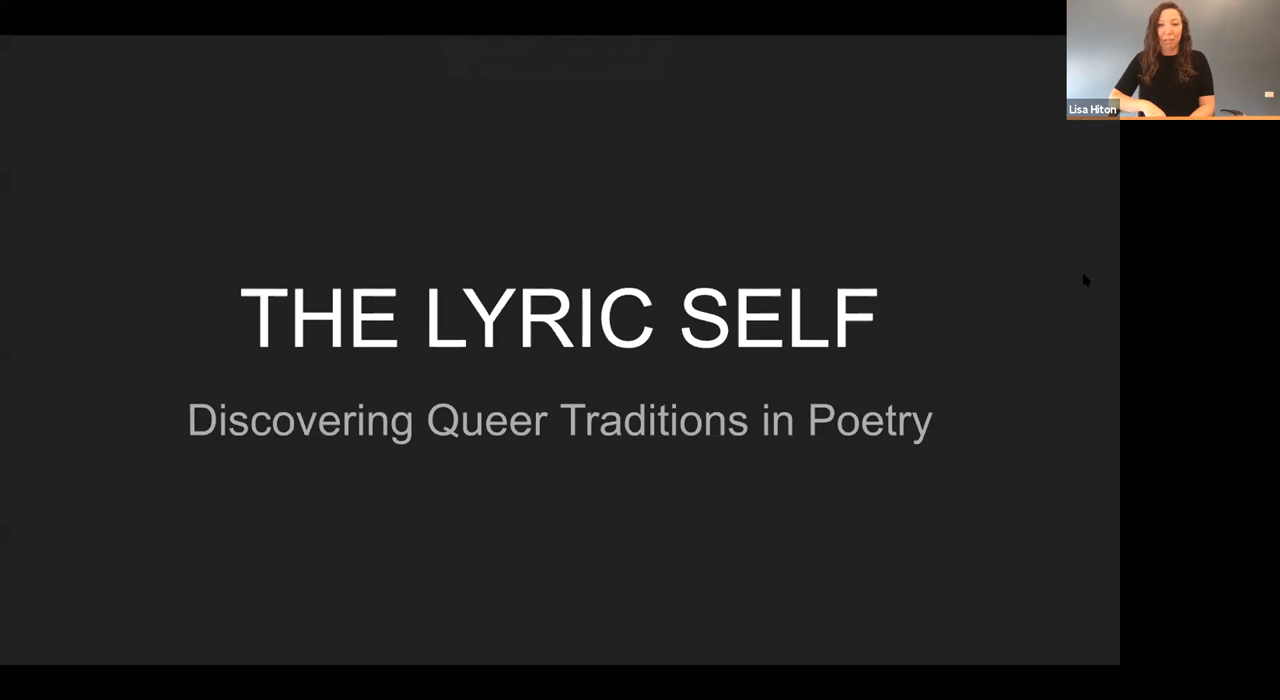 Lisa Hiton
THE LYRIC SELF
Discovering Queer Traditions in Poetry